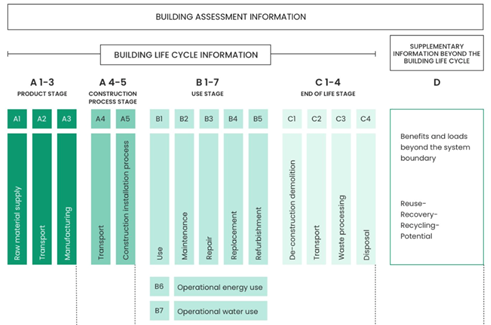 BUILDING ASSESSMENT INFORMATION
BUILDING LIFE CYCLE INFORMATION
SUPPLEMENTARY
INFORMATION BEYOND THE
BUILDING LIFE CYCLE
A 1-3
PRODUCT STAGE
A 4-5
CONSTRUCTION
PROCESS STAGE
B 1-7
USE STAGE
C 1-4
END OF LIFE STAGE
D
A1
A2
A3
A4
A5
B1
B2
B3
B4
B5
C1
C2
C3
C4
Raw material supply
Transport
Manufacturing
Transport
Construction installation process
Use
Maintenance
Repair
Replacement
Refurbishment
De-construction demolition
Transport
Waste processing
Disposal
Benefits and loads
beyond the system
boundary
Reuse-
Recovery-
Recycling-
Potential
B6
Operational energy use
B7
Operational water use